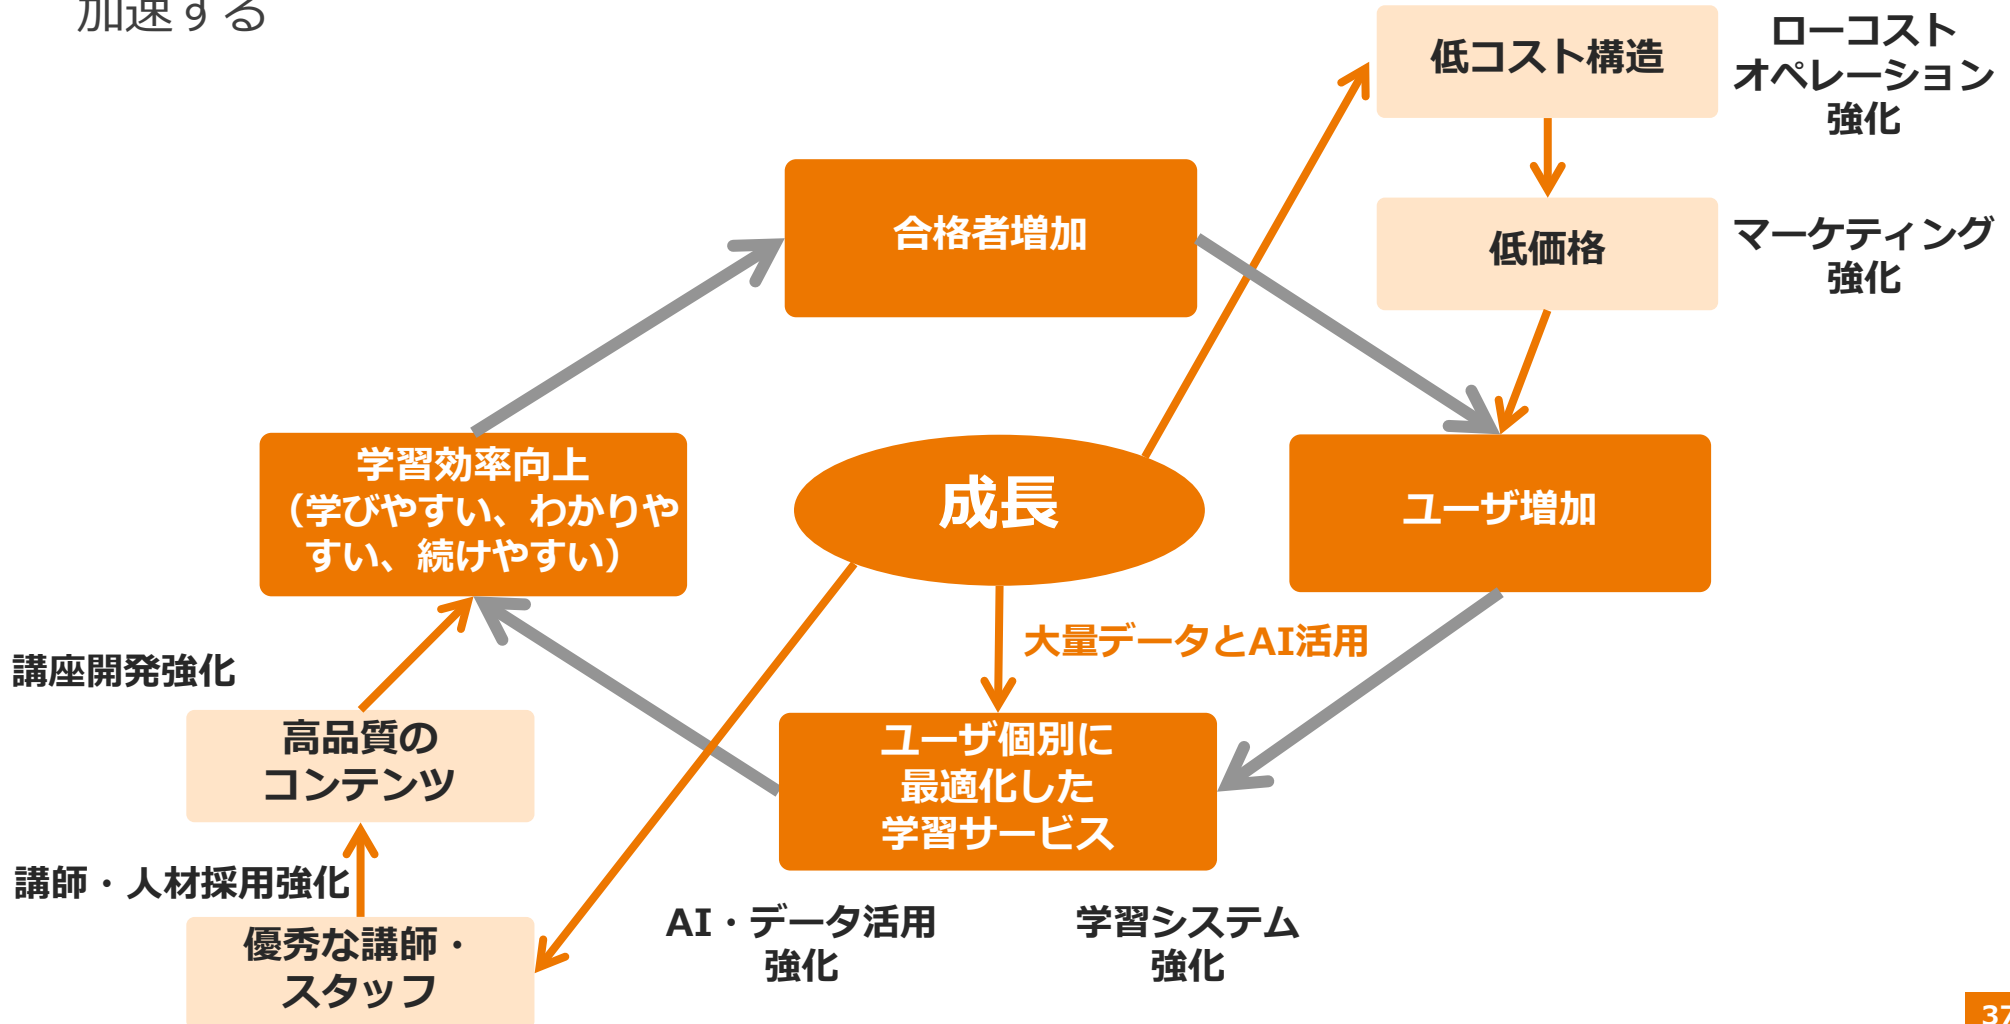 加速する
低コスト構造
ローコスト
オペレーション
強化
合格者増加
低価格
マーケティング
強化
学習効率向上
（学びやすい、わかりや
すい、続けやすい）
成長
ユーザ増加
大量データとAI活用
講座開発強化
高品質の
コンテンツ
ユーザ個別に
最適化した
学習サービス
講師・人材採用強化
優秀な講師・
スタッフ
AI・データ活用
強化
学習システム
強化
37